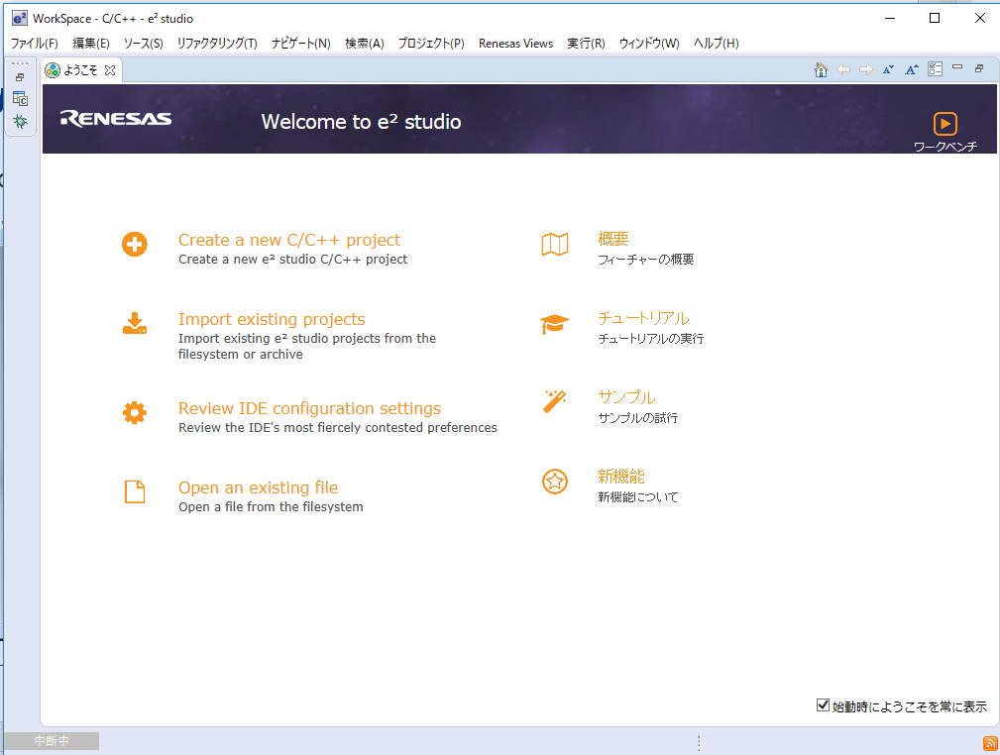 WorkSpace - C/C++ - e² studio
ファイル(F) 編集(E) ソース(S) リファクタリング(T) ナビゲート(N) 検索(A) プロジェクト(P) Renesas Views 実行(R) ウィンドウ(W) ヘルプ(H)
ようこそ
RENESAS
Welcome to e² studio
ワークベンチ
Create a new C/C++ project
Create a new e² studio C/C++ project
Import existing projects
Import existing e² studio projects from the
filesystem or archive
Review IDE configuration settings
Review the IDE's most fiercely contested preferences
Open an existing file
Open a file from the filesystem
概要
フィーチャーの概要
チュートリアル
チュートリアルの実行
サンプル
サンプルの試行
新機能
新機能について
始動時にようこそを常に表示
中断中